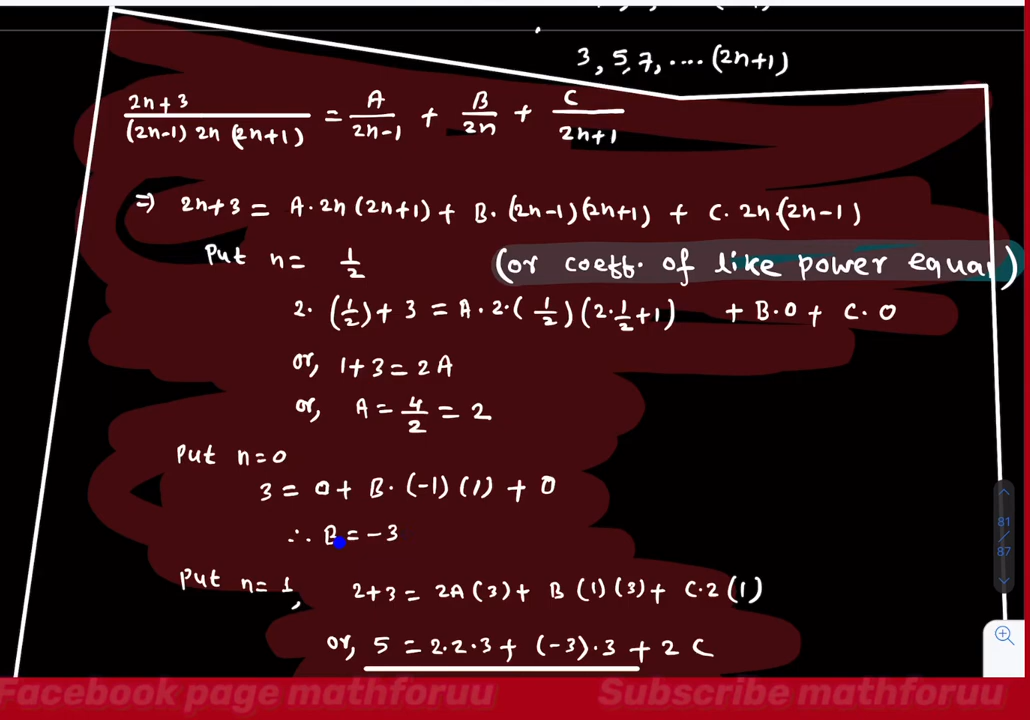 3, 5, 7, .... (2n+1)
2n+3 / (2n-1) 2n (2n+1) = A / 2n-1 + B / 2n + C / 2n+1
⇒ 2n+3 = A·2n (2n+1) + B·(2n-1)(2n+1) + C·2n·(2n-1)
Put n = 1/2 (or coeff. of like power equal)
2·(1/2) + 3 = A·2·(1/2)(2·1/2+1) + B·0 + C·0
or, 1+3 = 2A
or, A = 4/2 = 2
Put n=0
3 = 0 + B·(-1)(1) + 0
∴ B = -3
Put n = 1, 2+3 = 2A(3) + B(1)(3) + C·2(1)
or, 5 = 2·2·3 + (-3)·3 + 2C
81
/
87
Facebook page mathforuu Subscribe mathforuu